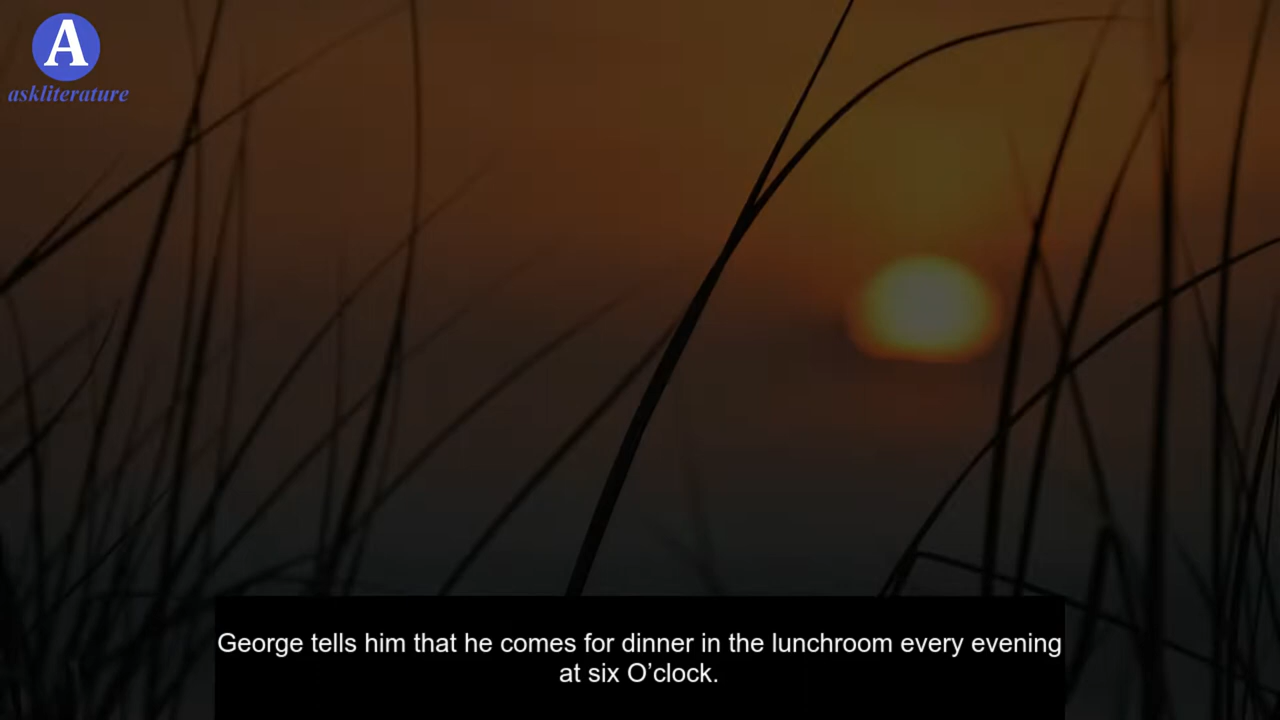 A
askliterature
George tells him that he comes for dinner in the lunchroom every evening
at six O’clock.